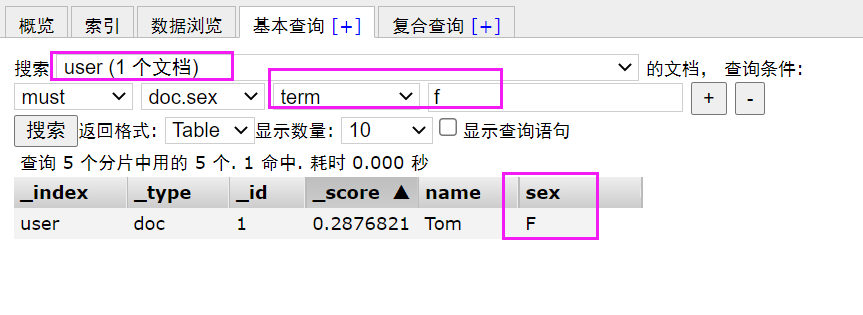 概览 索引 数据浏览 基本查询 [+] 复合查询 [+]
搜索 user (1 个文档) 的文档， 查询条件:
must doc.sex term f + -
搜索 返回格式: Table 显示数量: 10 显示查询语句
查询 5 个分片中用的 5 个. 1 命中. 耗时 0.000 秒
_index _type _id _score ▲ name sex
user doc 1 0.2876821 Tom F